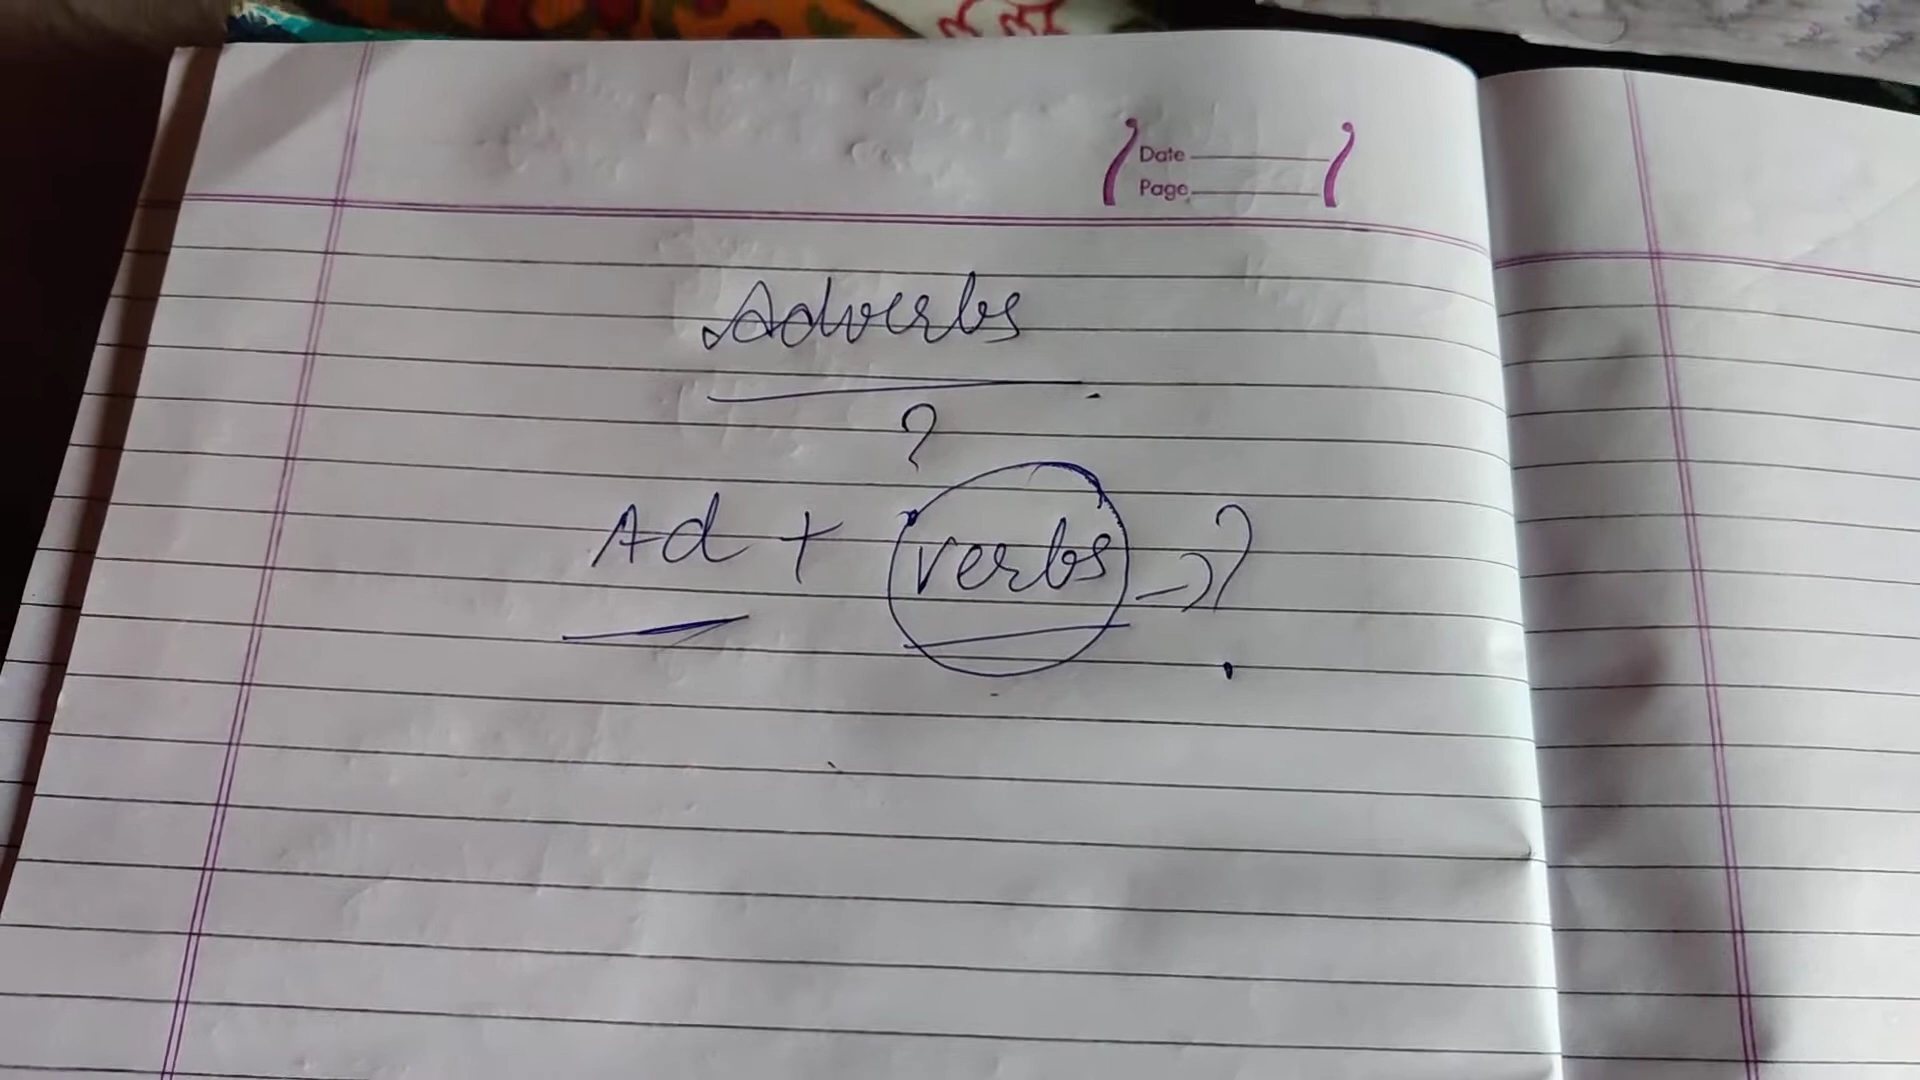 Date
Page
Adverbs
?
Ad + verbs → ?